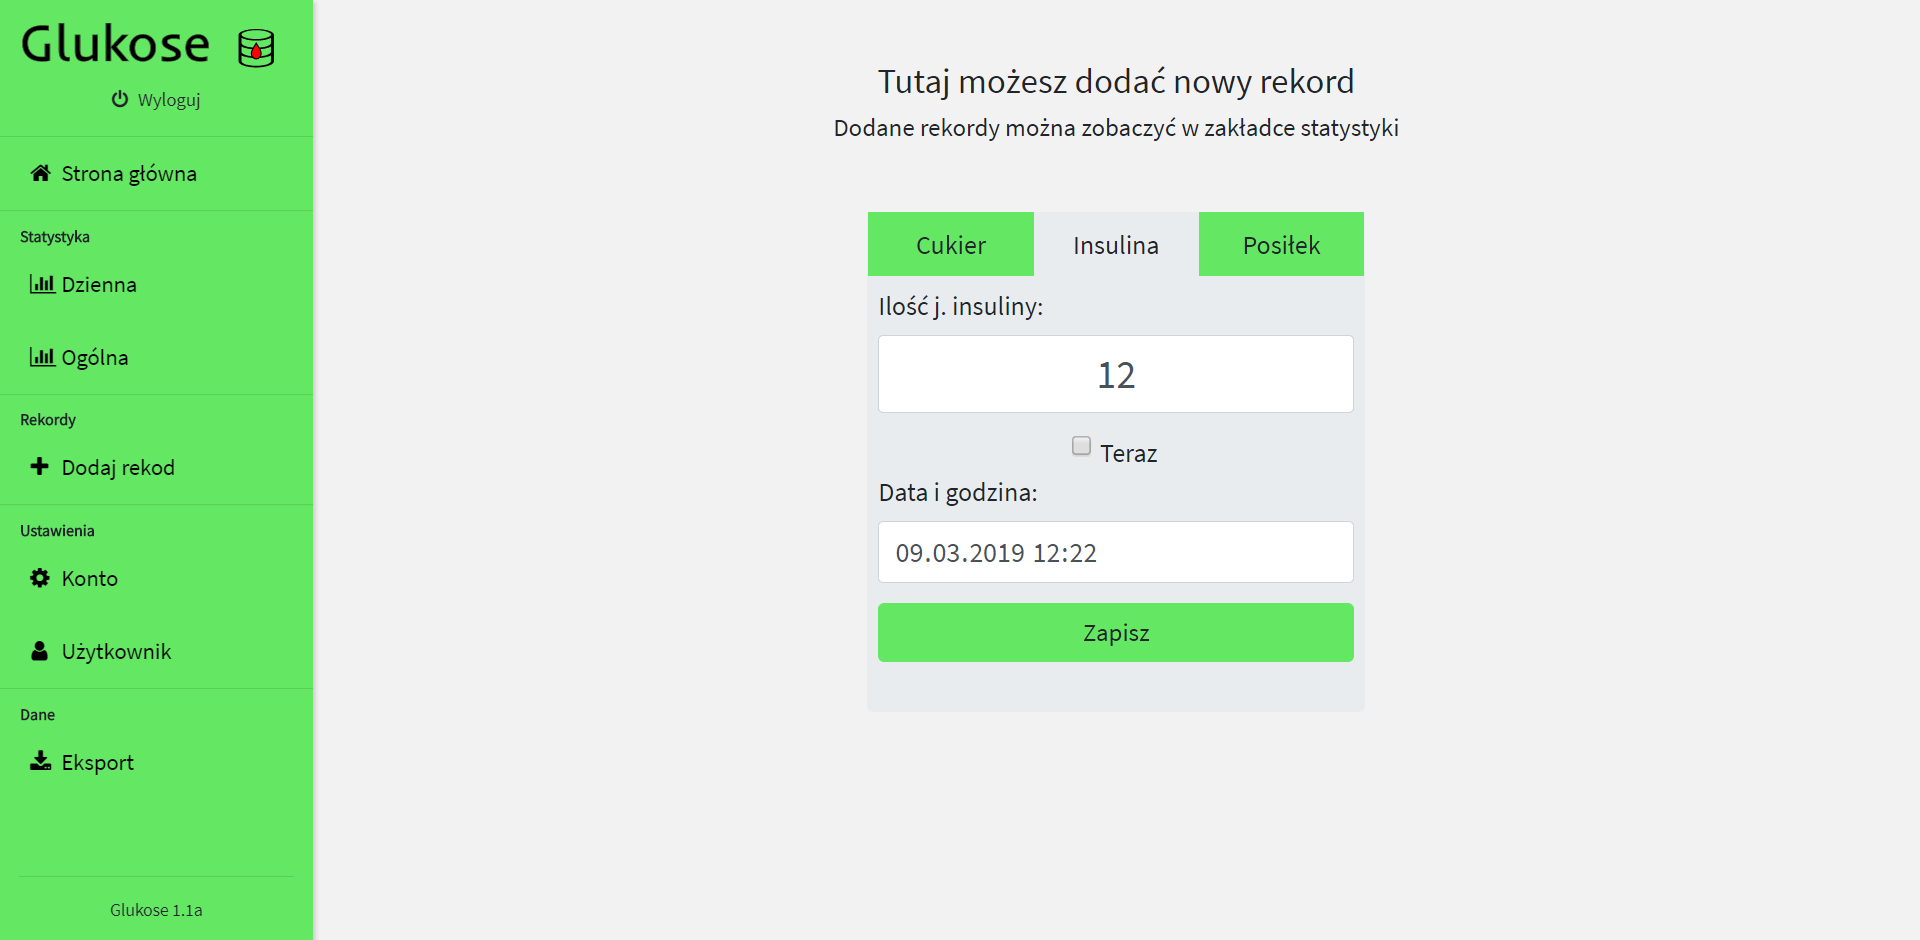 Glukose
Wyloguj
Strona główna
Statystyka
Dzienna
Ogólna
Rekordy
Dodaj rekod
Ustawienia
Konto
Użytkownik
Dane
Eksport
Glukose 1.1a
Tutaj możesz dodać nowy rekord
Dodane rekordy można zobaczyć w zakładce statystyki
Cukier Insulina Posiłek
Ilość j. insuliny:
12
Teraz
Data i godzina:
09.03.2019 12:22
Zapisz